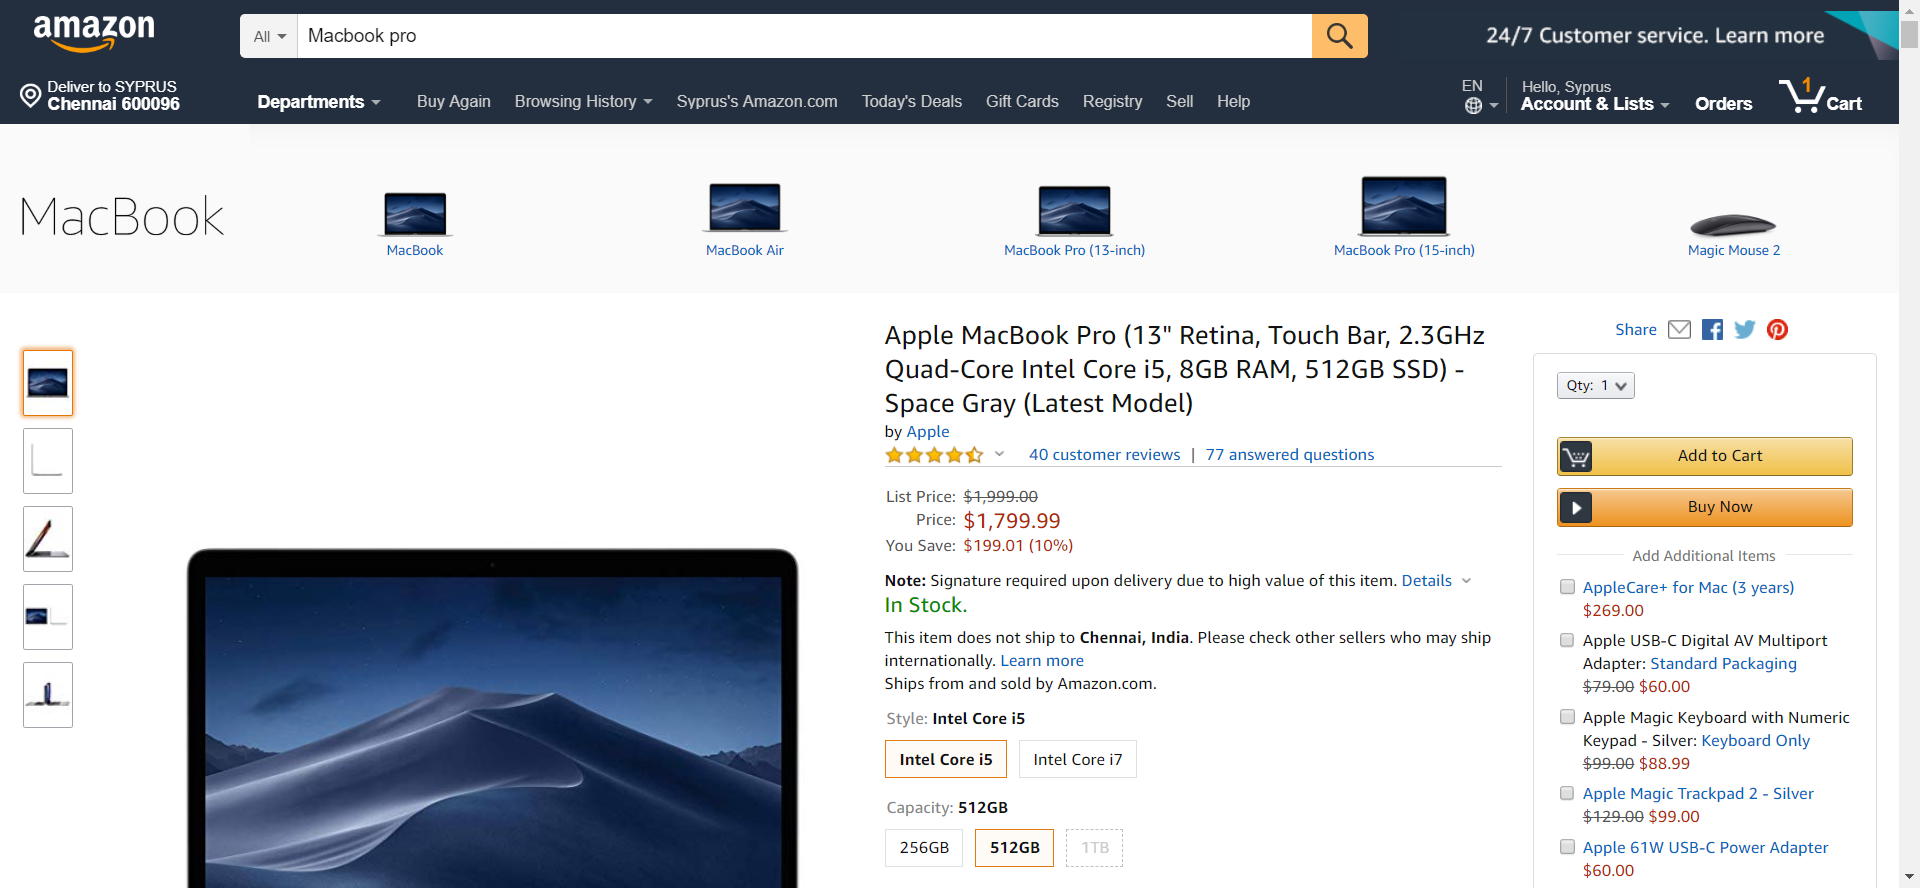 amazon
All
Macbook pro
24/7 Customer service. Learn more
Deliver to SYPRUS
Chennai 600096
Departments
Buy Again
Browsing History
Syprus's Amazon.com
Today's Deals
Gift Cards
Registry
Sell
Help
EN
Hello, Syprus
Account & Lists
Orders
1
Cart
MacBook
MacBook
MacBook Air
MacBook Pro (13-inch)
MacBook Pro (15-inch)
Magic Mouse 2
Apple MacBook Pro (13" Retina, Touch Bar, 2.3GHz
Quad-Core Intel Core i5, 8GB RAM, 512GB SSD) -
Space Gray (Latest Model)
by Apple
40 customer reviews | 77 answered questions
List Price: $1,999.00
Price: $1,799.99
You Save: $199.01 (10%)
Note: Signature required upon delivery due to high value of this item. Details
In Stock.
This item does not ship to Chennai, India. Please check other sellers who may ship
internationally. Learn more
Ships from and sold by Amazon.com.
Style: Intel Core i5
Intel Core i5
Intel Core i7
Capacity: 512GB
256GB
512GB
1TB
Share
Qty: 1
Add to Cart
Buy Now
Add Additional Items
AppleCare+ for Mac (3 years)
$269.00
Apple USB-C Digital AV Multiport
Adapter: Standard Packaging
$79.00 $60.00
Apple Magic Keyboard with Numeric
Keypad - Silver: Keyboard Only
$99.00 $88.99
Apple Magic Trackpad 2 - Silver
$129.00 $99.00
Apple 61W USB-C Power Adapter
$60.00